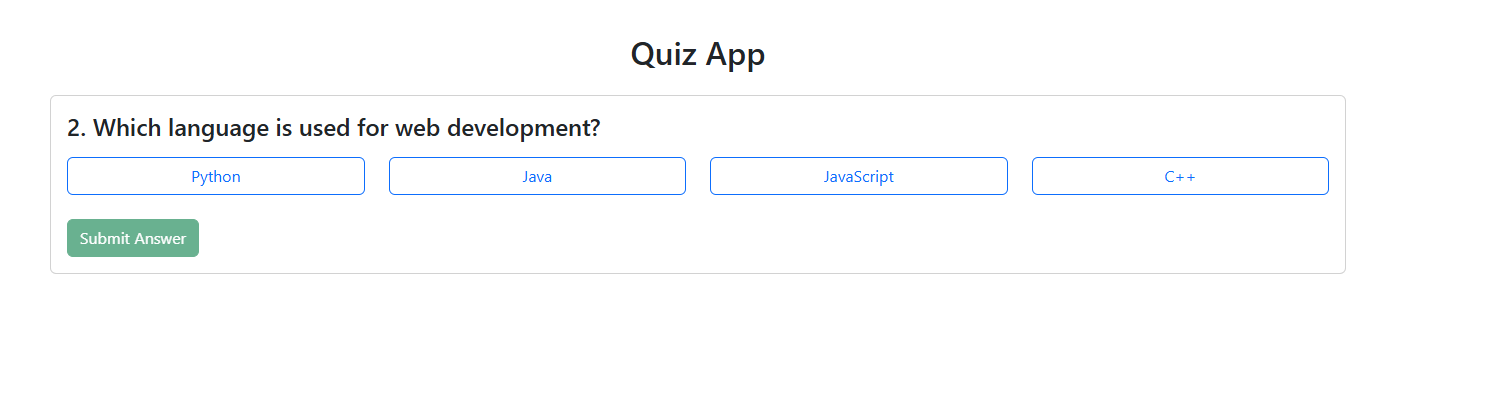 Quiz App
2. Which language is used for web development?
Python Java JavaScript C++
Submit Answer